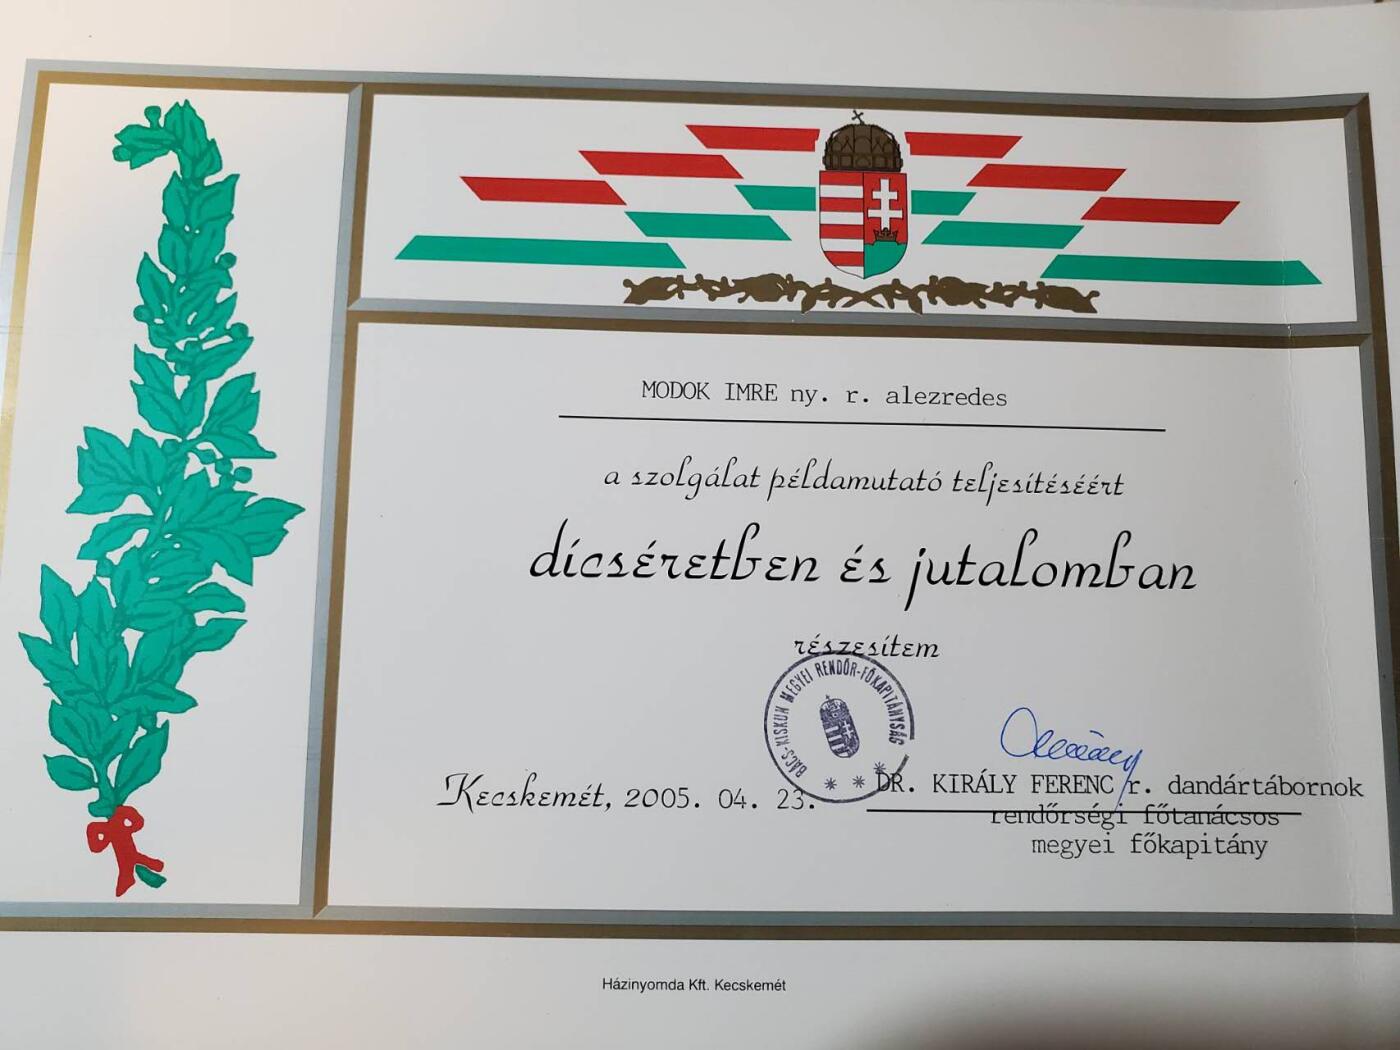 MODOK IMRE ny. r. alezredes
a szolgálat példamutató teljesítéséért
dícséretben és jutalomban
részesítem
BÁCS-KISKUN MEGYEI RENDŐR-FŐKAPITÁNYSÁG
* * *
Kecskemét, 2005. 04. 23.
DR. KIRÁLY FERENC r. dandártábornok
rendőrségi főtanácsos
megyei főkapitány
Házinyomda Kft. Kecskemét